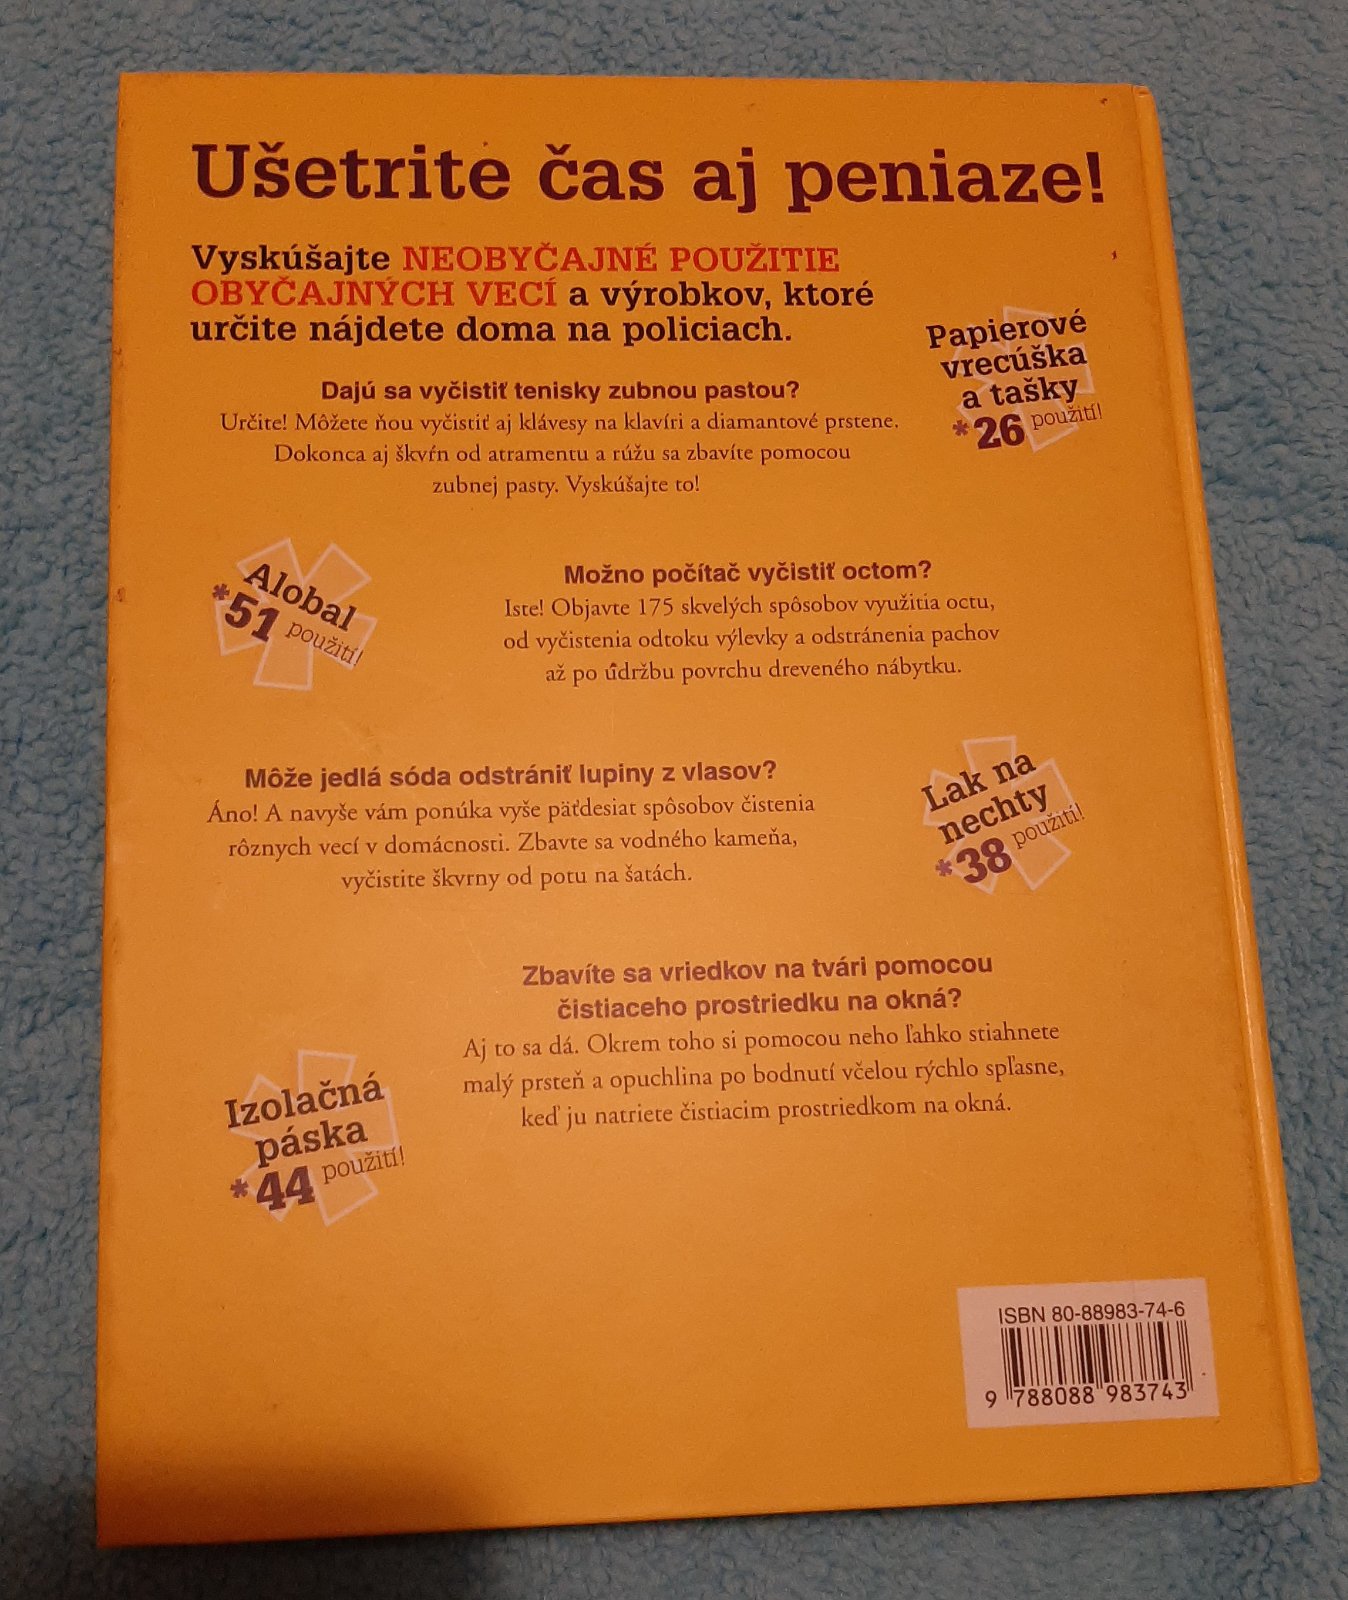 Ušetrite čas aj peniaze!
Vyskúšajte NEOBYČAJNÉ POUŽITIE
OBYČAJNÝCH VECÍ a výrobkov, ktoré
určite nájdete doma na policiach.
Papierové
vrecúška
a tašky
*26 použití!
Dajú sa vyčistiť tenisky zubnou pastou?
Určite! Môžete ňou vyčistiť aj klávesy na klavíri a diamantové prstene.
Dokonca aj škvŕn od atramentu a rúžu sa zbavíte pomocou
zubnej pasty. Vyskúšajte to!
Alobal
*51 použití!
Možno počítač vyčistiť octom?
Iste! Objavte 175 skvelých spôsobov využitia octu,
od vyčistenia odtoku výlevky a odstránenia pachov
až po údržbu povrchu dreveného nábytku.
Môže jedlá sóda odstrániť lupiny z vlasov?
Áno! A navyše vám ponúka vyše päťdesiat spôsobov čistenia
rôznych vecí v domácnosti. Zbavte sa vodného kameňa,
vyčistite škvrny od potu na šatách.
Lak na
nechty
*38 použití!
Zbavíte sa vriedkov na tvári pomocou
čistiaceho prostriedku na okná?
Aj to sa dá. Okrem toho si pomocou neho ľahko stiahnete
malý prsteň a opuchlina po bodnutí včelou rýchlo spľasne,
keď ju natriete čistiacim prostriedkom na okná.
Izolačná
páska
*44 použití!
ISBN 80-88983-74-6
9 788088 983743